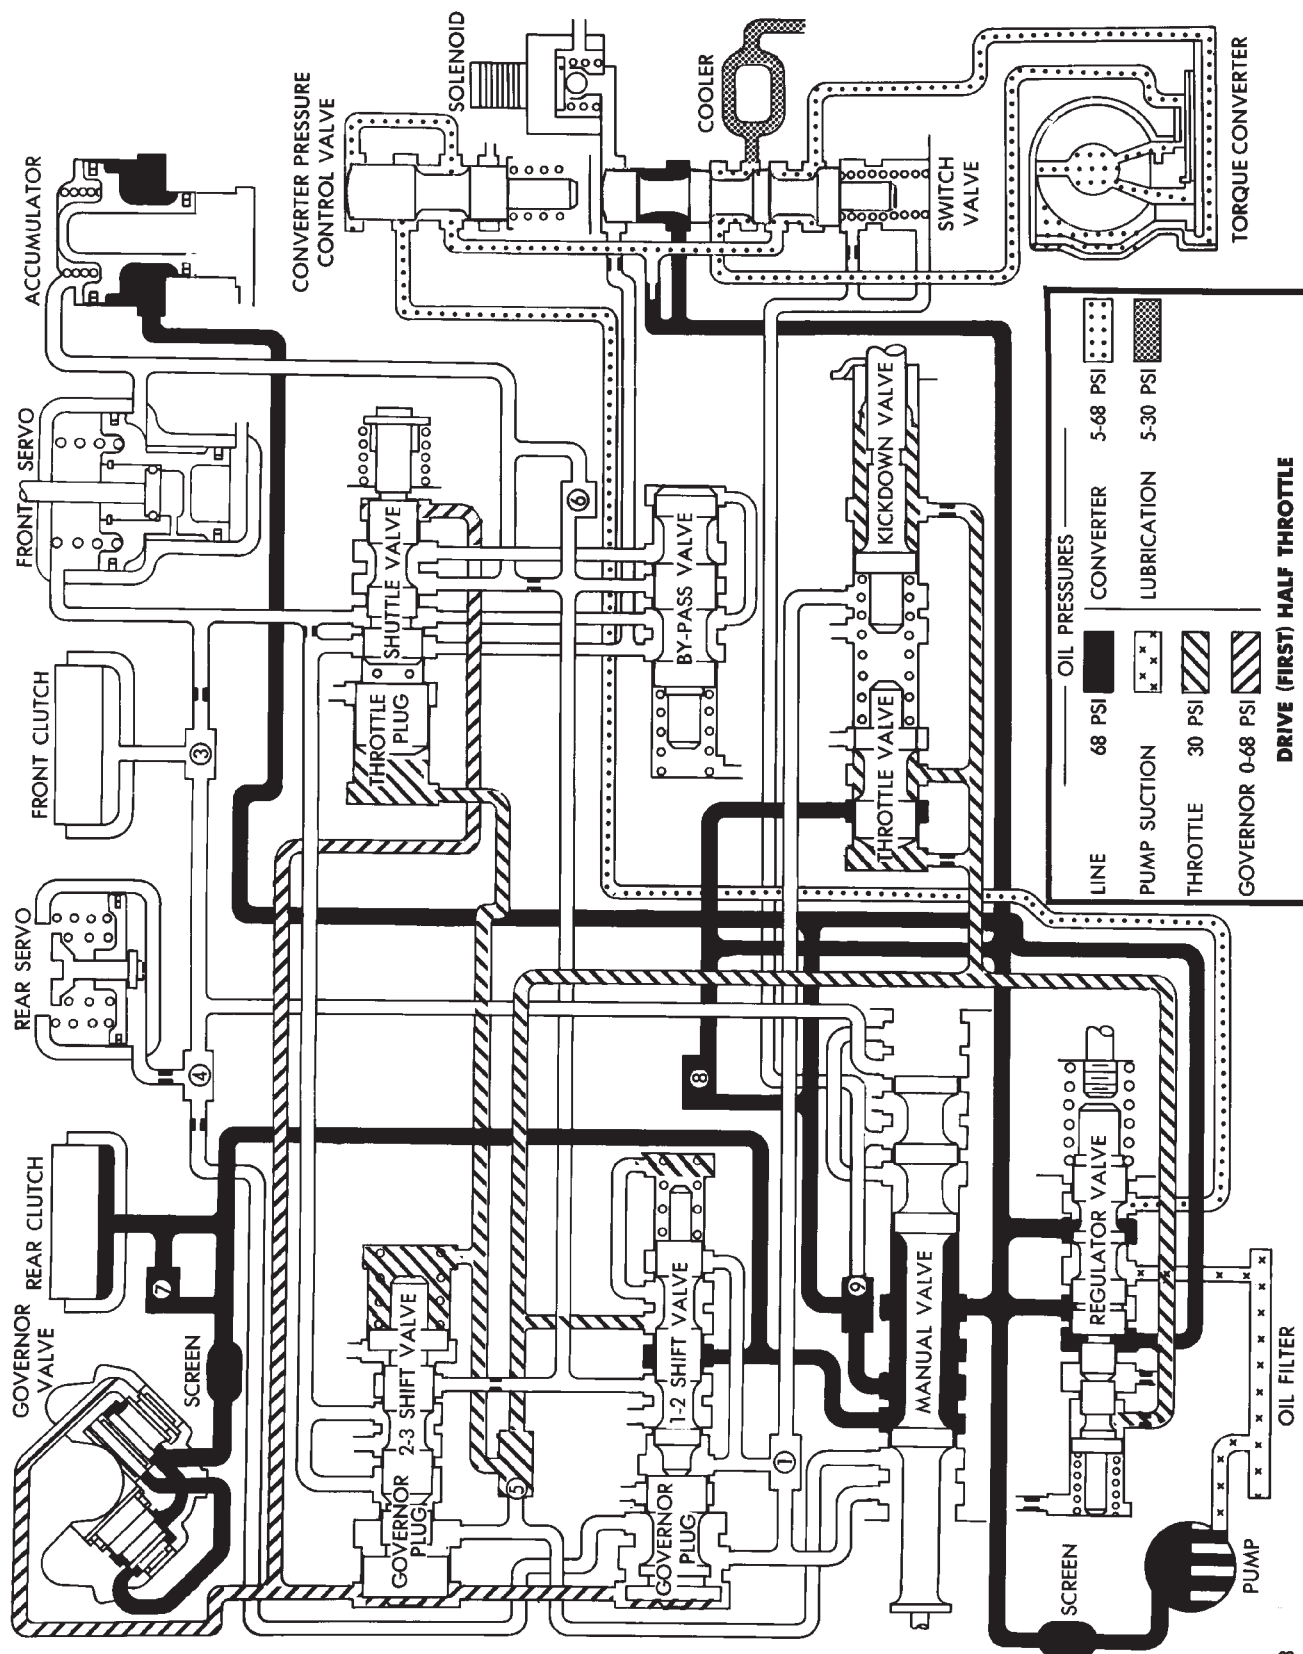 GOVERNOR
VALVE
REAR CLUTCH
REAR SERVO
FRONT CLUTCH
FRONT SERVO
ACCUMULATOR
SCREEN
7
4
3
CONVERTER PRESSURE
CONTROL VALVE
SOLENOID
GOVERNOR
PLUG
2-3 SHIFT VALVE
THROTTLE
PLUG
SHUTTLE VALVE
5
6
GOVERNOR
PLUG
1-2 SHIFT VALVE
8
BY-PASS VALVE
COOLER
1
9
THROTTLE VALVE
KICKDOWN VALVE
MANUAL VALVE
SWITCH
VALVE
SCREEN
REGULATOR VALVE
PUMP
OIL FILTER
TORQUE CONVERTER
OIL PRESSURES
LINE 68 PSI
CONVERTER 5-68 PSI
PUMP SUCTION
LUBRICATION 5-30 PSI
THROTTLE 30 PSI
GOVERNOR 0-68 PSI
DRIVE (FIRST) HALF THROTTLE